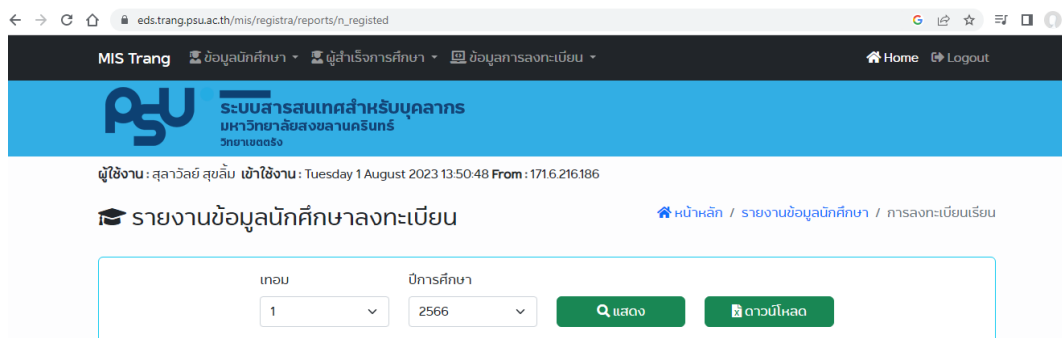 eds.trang.psu.ac.th/mis/registra/reports/n_registed
MIS Trang ข้อมูลนักศึกษา ผู้สำเร็จการศึกษา ข้อมูลการลงทะเบียน Home Logout
PSU ระบบสารสนเทศสำหรับบุคลากร
มหาวิทยาลัยสงขลานครินทร์
วิทยาเขตตรัง
ผู้ใช้งาน : สุลาวัลย์ สุขลิ้ม เข้าใช้งาน : Tuesday 1 August 2023 13:50:48 From : 171.6.216.186
รายงานข้อมูลนักศึกษาลงทะเบียน หน้าหลัก / รายงานข้อมูลนักศึกษา / การลงทะเบียนเรียน
เทอม ปีการศึกษา
1 2566 แสดง ดาวน์โหลด